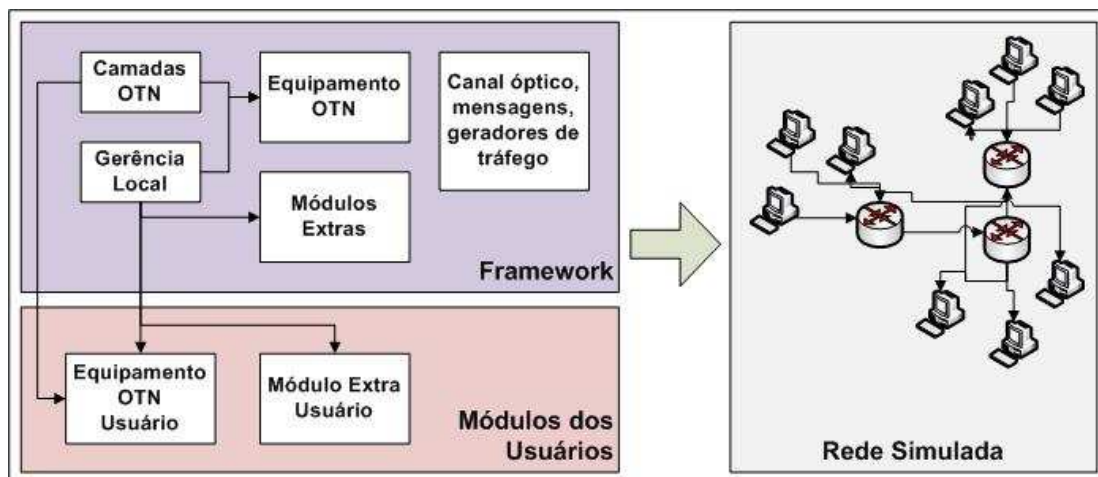 Camadas
OTN
Equipamento
OTN
Canal óptico,
mensagens,
geradores de
tráfego
Gerência
Local
Módulos
Extras
Framework
Equipamento
OTN
Usuário
Módulo Extra
Usuário
Módulos dos
Usuários
Rede Simulada